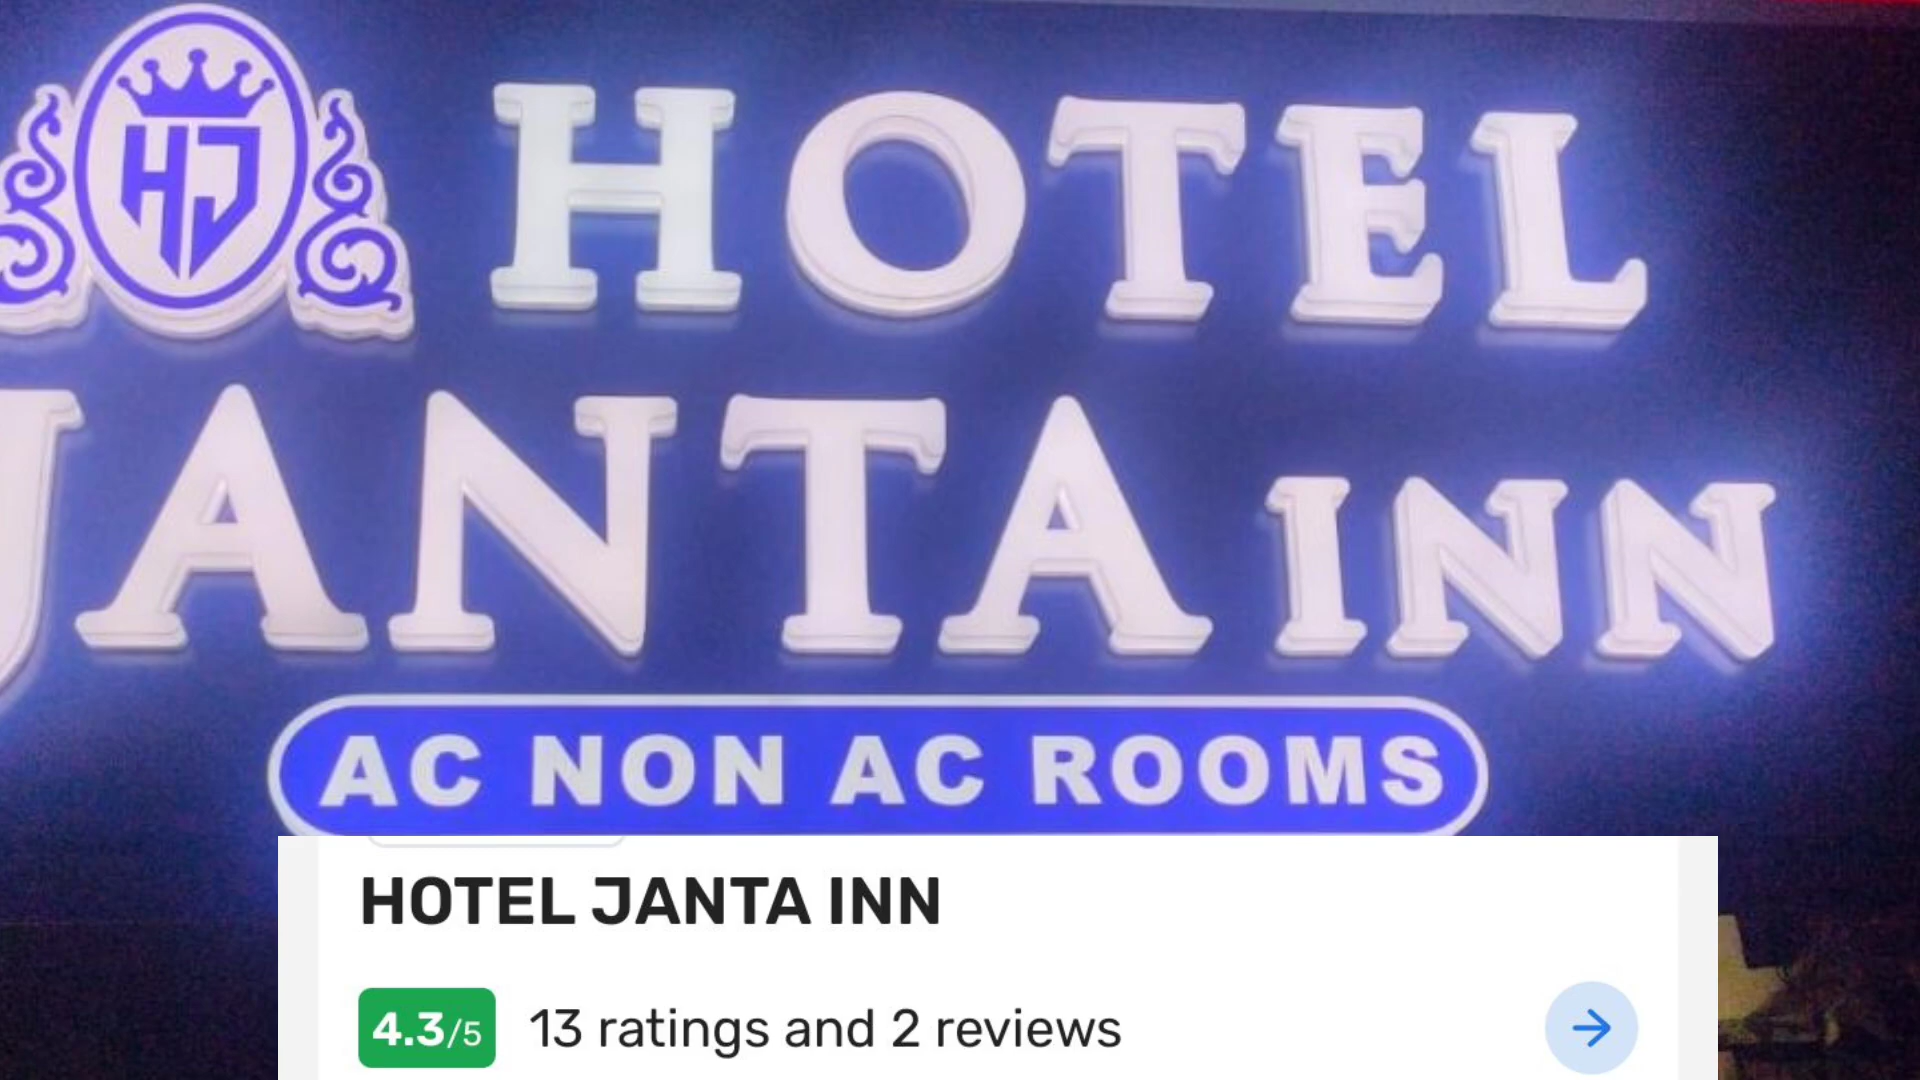 HJ
HOTEL
JANTA INN
AC NON AC ROOMS
HOTEL JANTA INN
4.3/5 13 ratings and 2 reviews